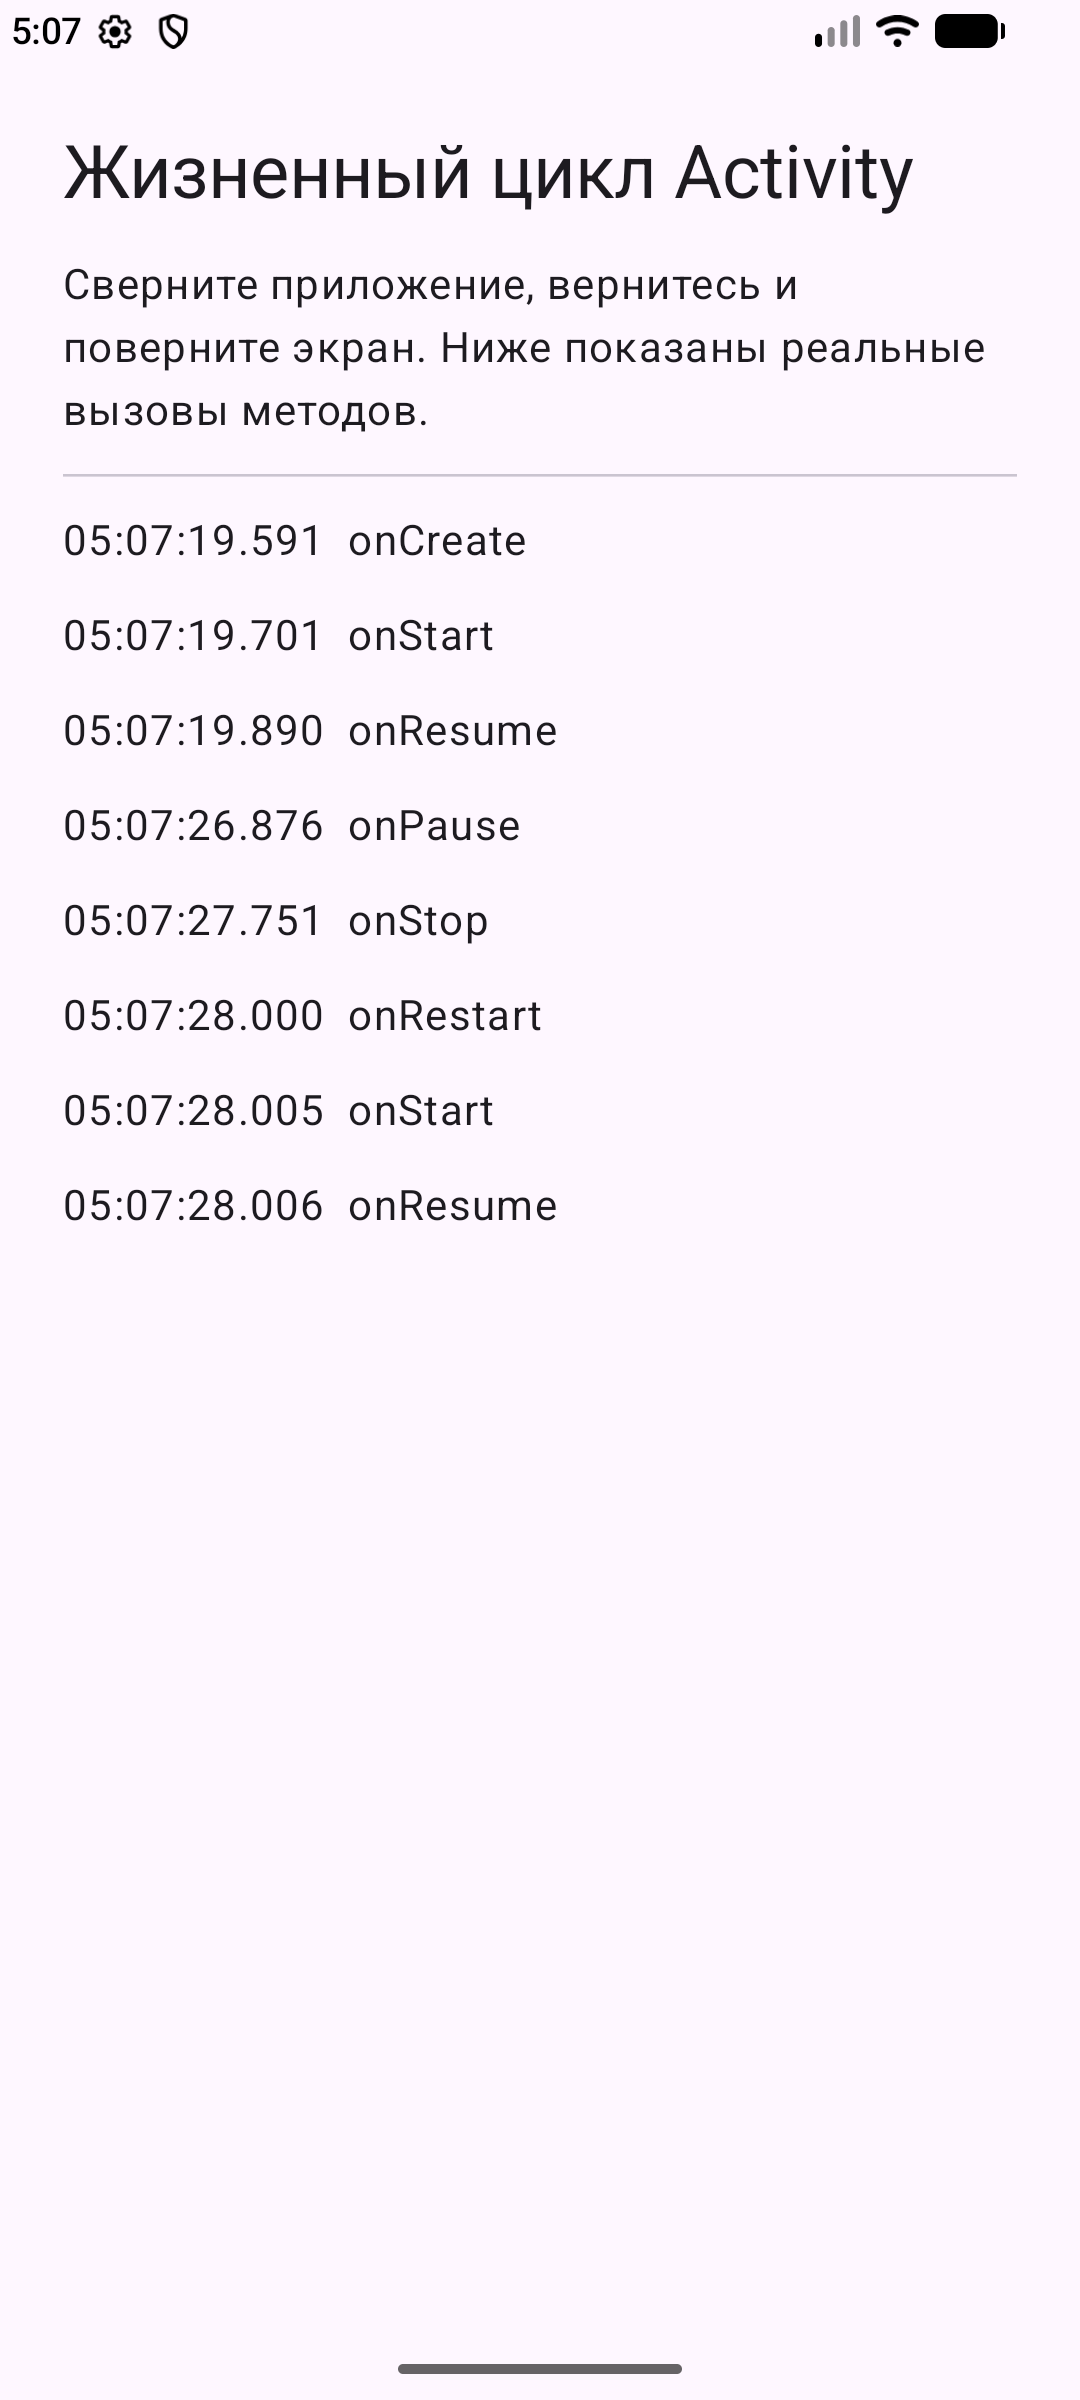 5:07
Жизненный цикл Activity
Сверните приложение, вернитесь и
поверните экран. Ниже показаны реальные
вызовы методов.
05:07:19.591 onCreate
05:07:19.701 onStart
05:07:19.890 onResume
05:07:26.876 onPause
05:07:27.751 onStop
05:07:28.000 onRestart
05:07:28.005 onStart
05:07:28.006 onResume